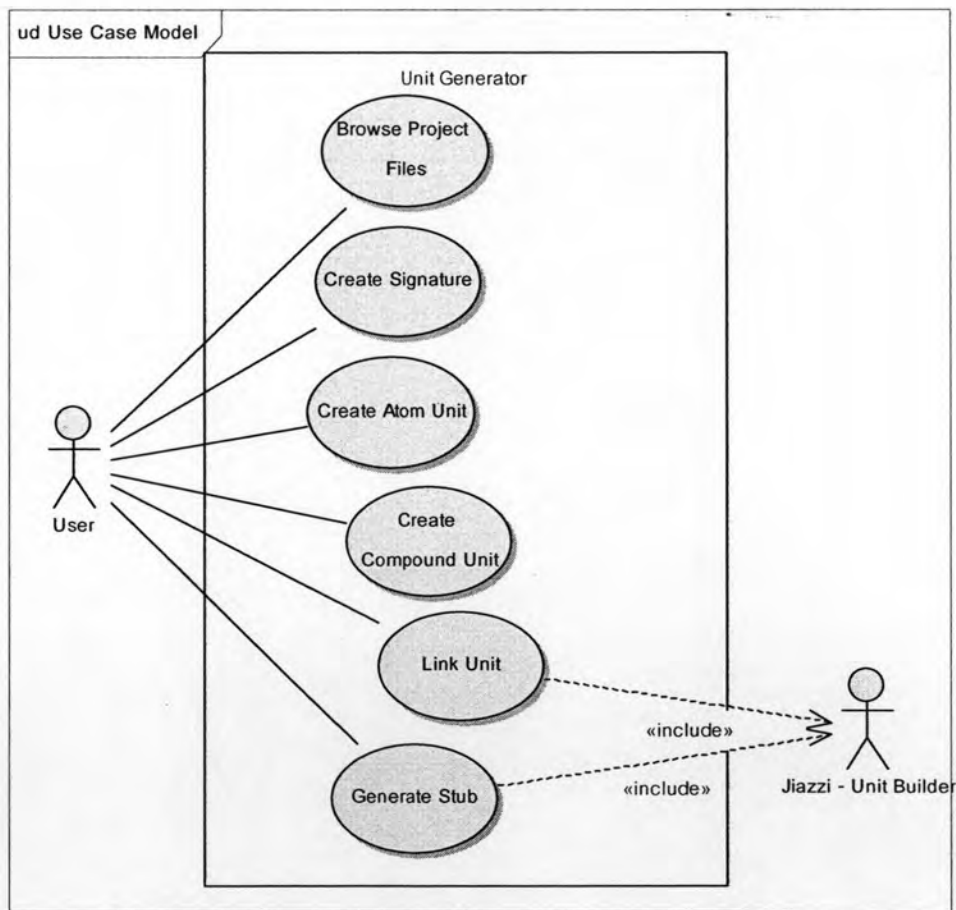 ud Use Case Model
Unit Generator
Browse Project
Files
Create Signature
Create Atom Unit
Create
Compound Unit
User
Link Unit
«include»
Generate Stub
«include»
Jiazzi - Unit Builder